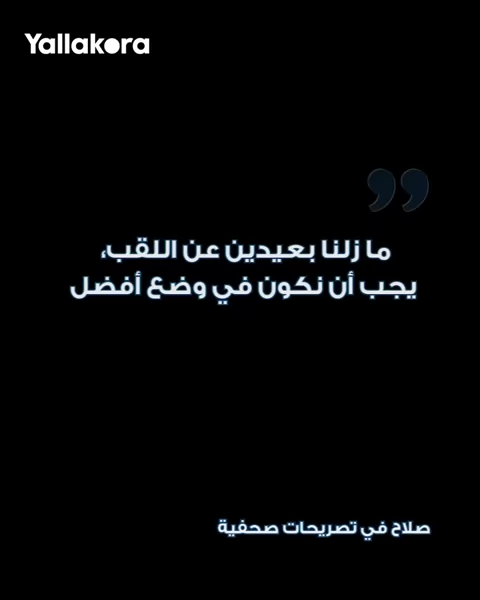 Yallakora
”
ما زلنا بعيدين عن اللقب،
يجب أن نكون في وضع أفضل
صلاح في تصريحات صحفية